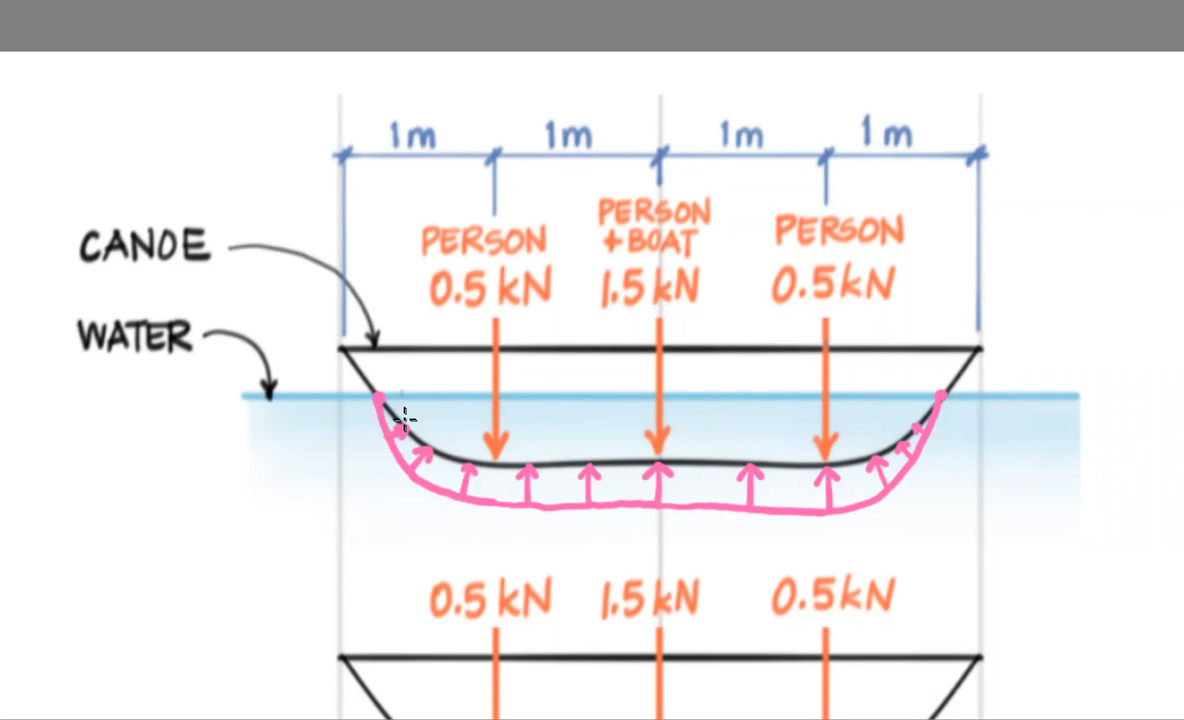 1m 1m 1m 1m
CANOE
WATER
PERSON
0.5 kN
PERSON
+ BOAT
1.5 kN
PERSON
0.5 kN
0.5 kN 1.5 kN 0.5 kN